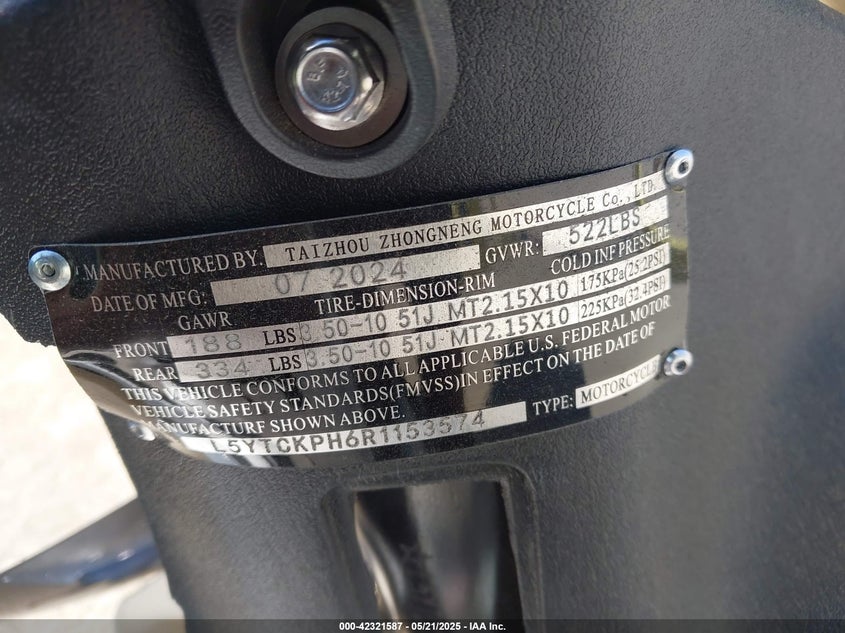 MANUFACTURED BY. TAIZHOU ZHONGNENG MOTORCYCLE Co., LTD.
DATE OF MFG: 07 2024 GVWR: 522LBS
GAWR TIRE-DIMENSION-RIM COLD INF PRESSURE
FRONT 188 LBS 3.50-10 51J MT2.15X10 175KPa(25.2PSI)
REAR 334 LBS 3.50-10 51J MT2.15X10 225KPa(32.4PSI)
THIS VEHICLE CONFORMS TO ALL APPLICABLE U.S. FEDERAL MOTOR
VEHICLE SAFETY STANDARDS(FMVSS)IN EFFECT ON THE DATE OF
MANUFACTURF SHOWN ABOVE.
L5YTCKPH6R1153574 TYPE: MOTORCYCLE
000-42321587 - 05/21/2025 - IAA Inc.